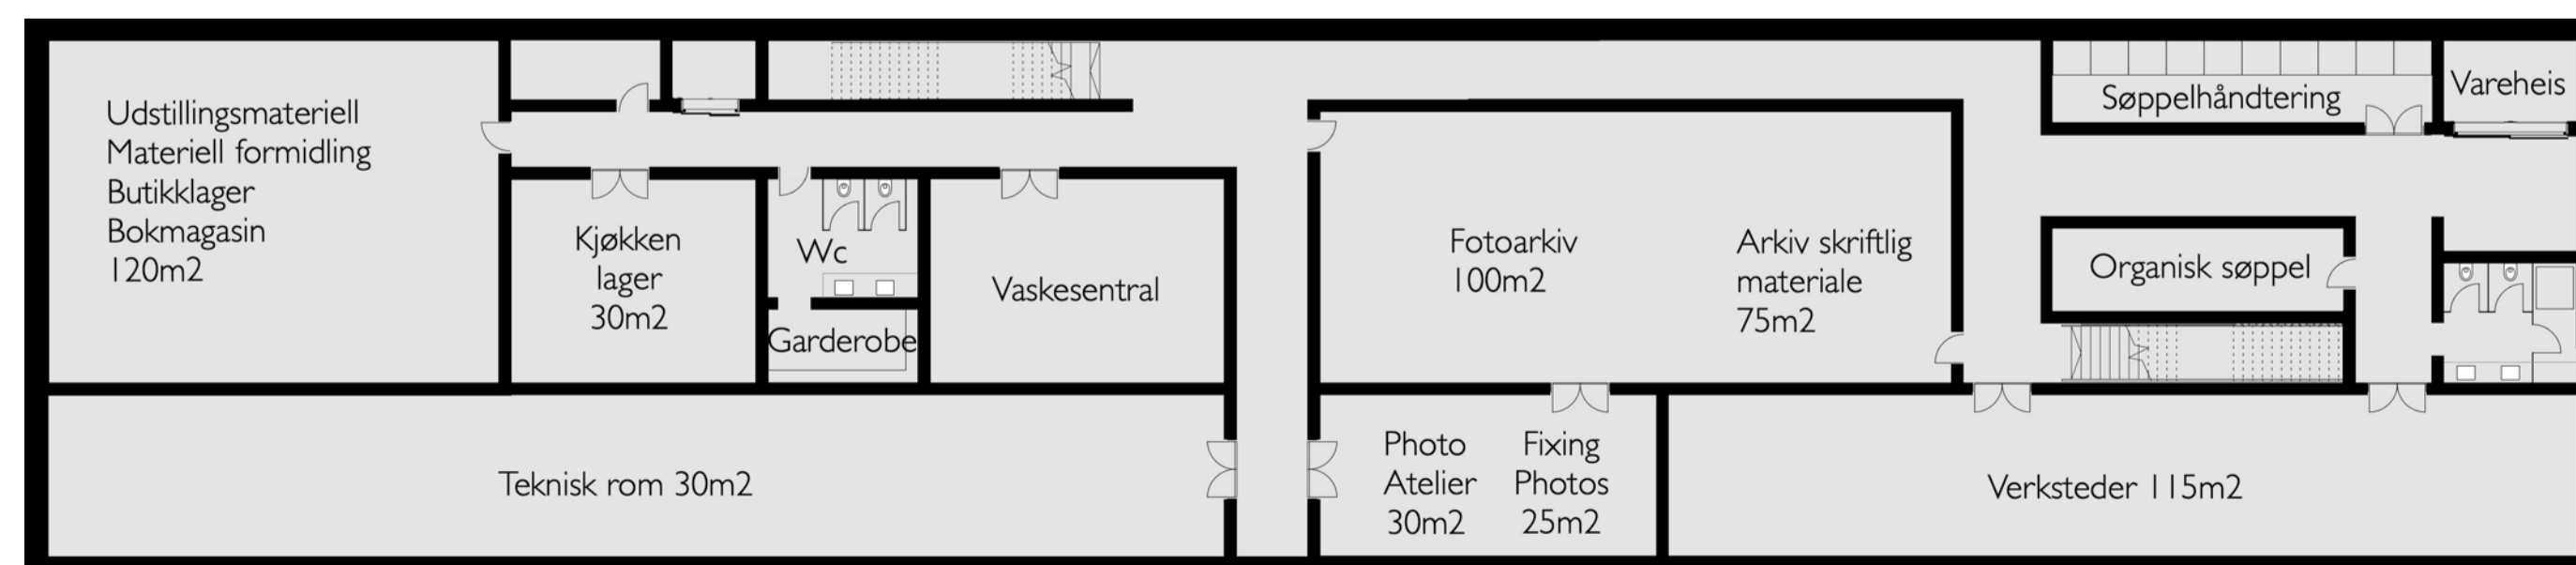 Udstillingsmateriell
Materiell formidling
Butikklager
Bokmagasin
120m2
Kjøkken
lager
30m2
Wc
Garderobe
Vaskesentral
Teknisk rom 30m2
Fotoarkiv
100m2
Arkiv skriftlig
materiale
75m2
Photo
Atelier
30m2
Fixing
Photos
25m2
Søppelhåndtering
Vareheis
Organisk søppel
Verksteder 115m2